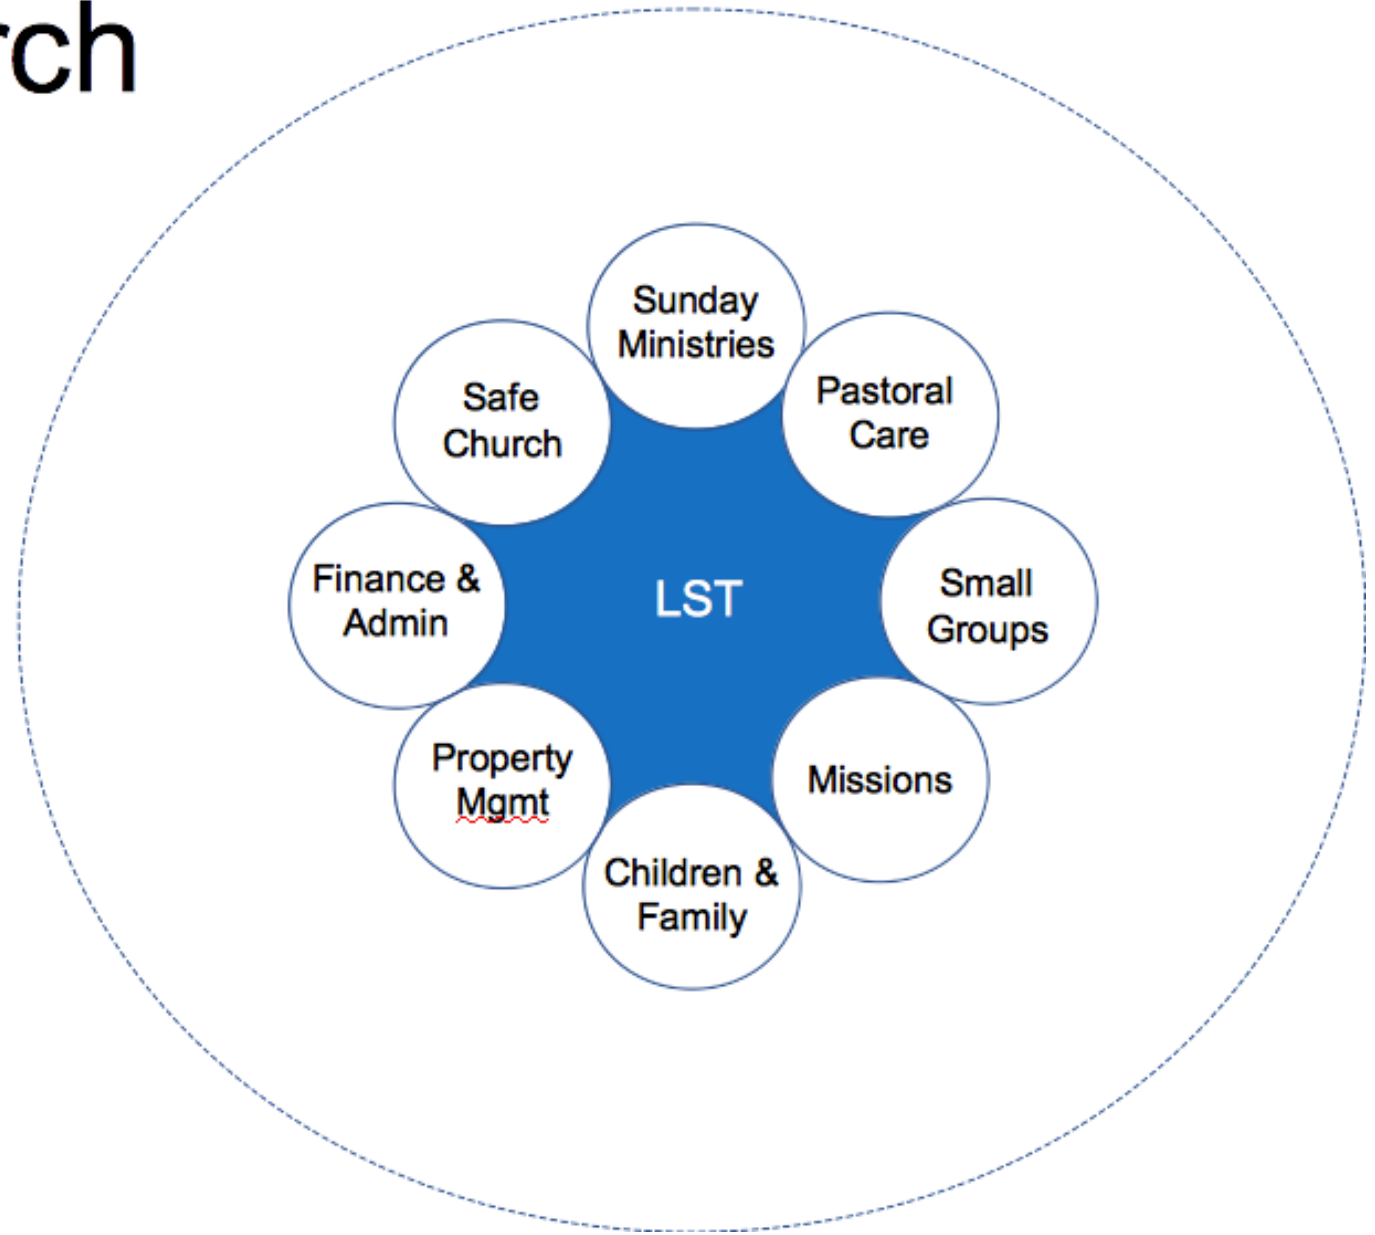 rch
Sunday
Ministries
Pastoral
Care
Safe
Church
Small
Groups
Finance &
Admin
LST
Property
Mgmt
Missions
Children &
Family